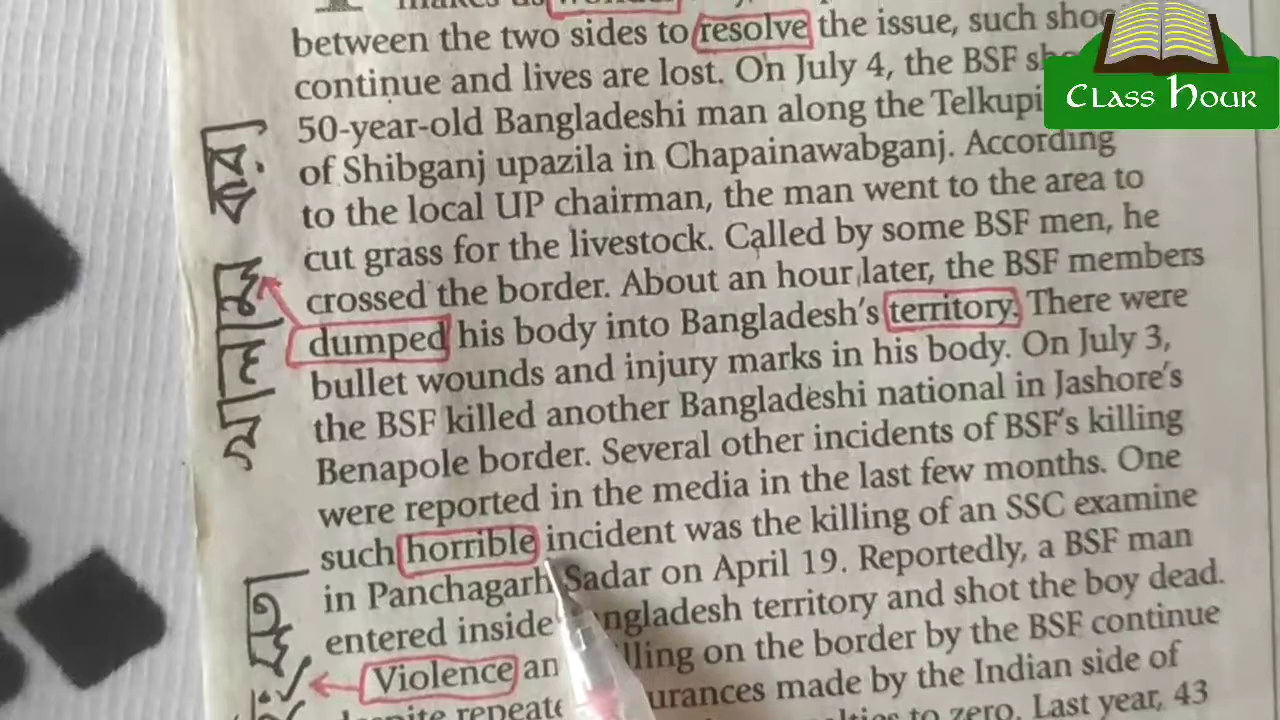 makes us wonder
between the two sides to resolve the issue, such shoo
continue and lives are lost. On July 4, the BSF sho
50-year-old Bangladeshi man along the Telkupi
of Shibganj upazila in Chapainawabganj. According
to the local UP chairman, the man went to the area to
cut grass for the livestock. Called by some BSF men, he
crossed the border. About an hour later, the BSF members
dumped his body into Bangladesh's territory. There were
bullet wounds and injury marks in his body. On July 3,
the BSF killed another Bangladeshi national in Jashore's
Benapole border. Several other incidents of BSF's killing
were reported in the media in the last few months. One
such horrible incident was the killing of an SSC examine
in Panchagarh Sadar on April 19. Reportedly, a BSF man
entered inside ngladesh territory and shot the boy dead.
Violence an lling on the border by the BSF continue
despite repeate urances made by the Indian side of
to zero. Last year, 43
Class Hour